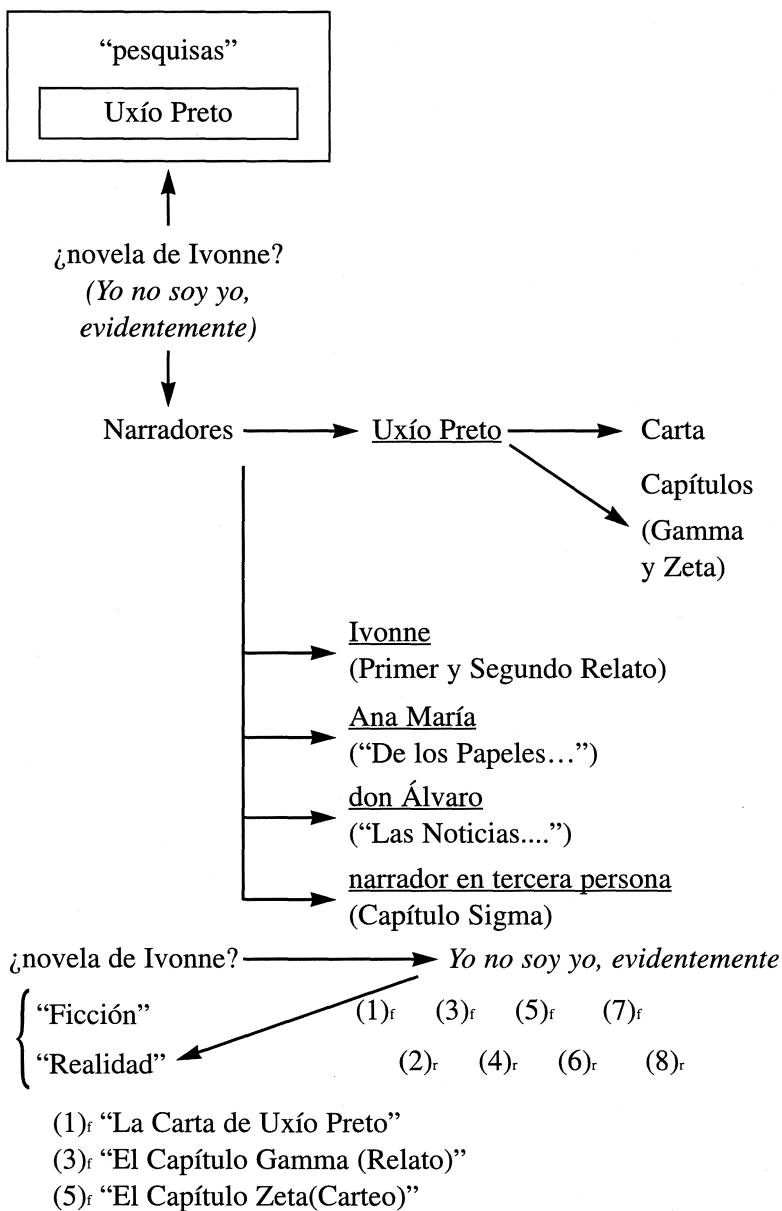 “pesquisas”
Uxío Preto
¿novela de Ivonne?
(Yo no soy yo,
evidentemente)
Narradores Uxío Preto Carta
Capítulos
(Gamma
y Zeta)
Ivonne
(Primer y Segundo Relato)
Ana María
(“De los Papeles…”)
don Álvaro
(“Las Noticias....”)
narrador en tercera persona
(Capítulo Sigma)
¿novela de Ivonne? Yo no soy yo, evidentemente
“Ficción” (1)f (3)f (5)f (7)f
“Realidad” (2)r (4)r (6)r (8)r
(1)f “La Carta de Uxío Preto”
(3)f “El Capítulo Gamma (Relato)”
(5)f “El Capítulo Zeta(Carteo)”